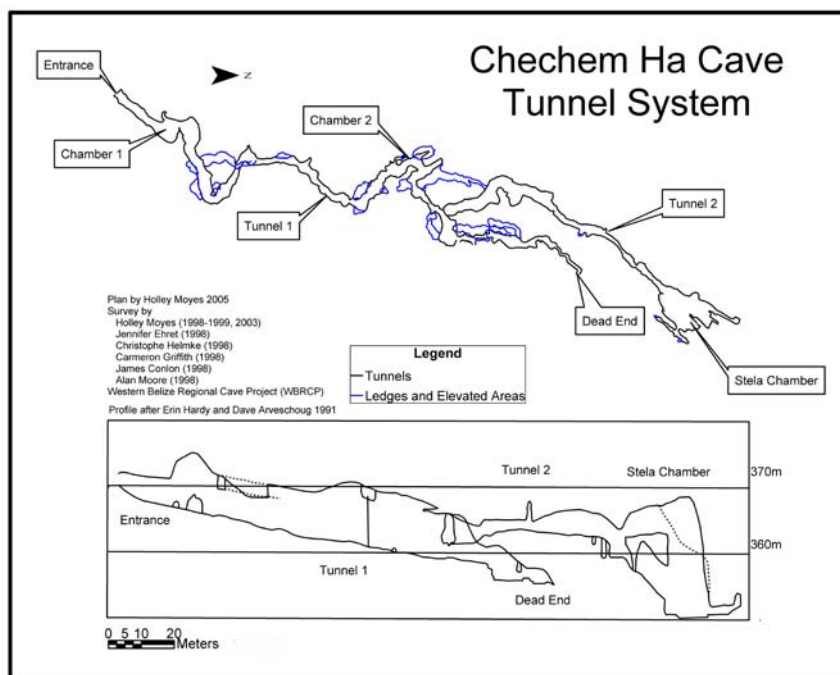 Chechem Ha Cave
Tunnel System
Entrance
N
Chamber 1
Chamber 2
Tunnel 1
Tunnel 2
Dead End
Stela Chamber
Plan by Holley Moyes 2005
Survey by
Holley Moyes (1998-1999, 2003)
Jennifer Ehret (1998)
Christophe Helmke (1998)
Carmeron Griffith (1998)
James Conlon (1998)
Alan Moore (1998)
Western Belize Regional Cave Project (WBRCP)
Profile after Erin Hardy and Dave Arveschoug 1991
Legend
Tunnels
Ledges and Elevated Areas
Tunnel 2
Stela Chamber
370m
Entrance
360m
Tunnel 1
Dead End
0 5 10 20
Meters